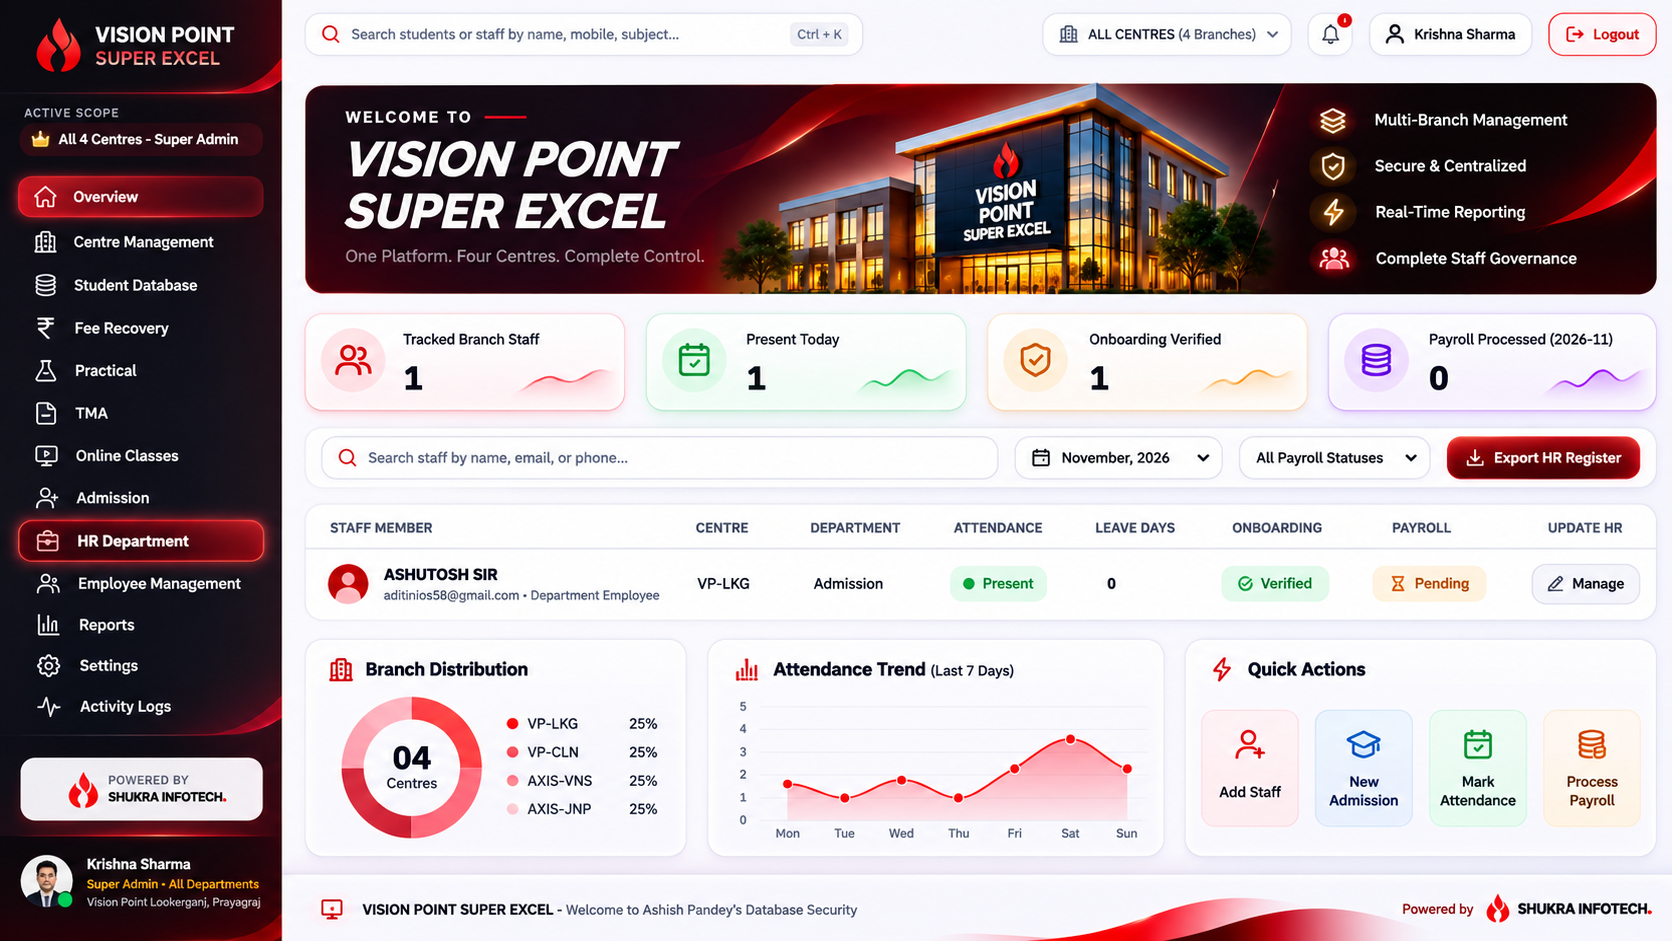 VISION POINT
SUPER EXCEL
ACTIVE SCOPE
All 4 Centres - Super Admin
Overview
Centre Management
Student Database
Fee Recovery
Practical
TMA
Online Classes
Admission
HR Department
Employee Management
Reports
Settings
Activity Logs
POWERED BY
SHUKRA INFOTECH.
Krishna Sharma
Super Admin • All Departments
Vision Point Lookerganj, Prayagraj
Search students or staff by name, mobile, subject...
Ctrl + K
ALL CENTRES (4 Branches)
Krishna Sharma
Logout
WELCOME TO
VISION POINT
SUPER EXCEL
One Platform. Four Centres. Complete Control.
VISION
POINT
SUPER EXCEL
Multi-Branch Management
Secure & Centralized
Real-Time Reporting
Complete Staff Governance
Tracked Branch Staff
1
Present Today
1
Onboarding Verified
1
Payroll Processed (2026-11)
0
Search staff by name, email, or phone...
November, 2026
All Payroll Statuses
Export HR Register
STAFF MEMBER CENTRE DEPARTMENT ATTENDANCE LEAVE DAYS ONBOARDING PAYROLL UPDATE HR
ASHUTOSH SIR
aditinios58@gmail.com • Department Employee
VP-LKG Admission Present 0 Verified Pending Manage
Branch Distribution
04
Centres
VP-LKG 25%
VP-CLN 25%
AXIS-VNS 25%
AXIS-JNP 25%
Attendance Trend (Last 7 Days)
5
4
3
2
1
0
Mon Tue Wed Thu Fri Sat Sun
Quick Actions
Add Staff
New
Admission
Mark
Attendance
Process
Payroll
VISION POINT SUPER EXCEL - Welcome to Ashish Pandey's Database Security
Powered by SHUKRA INFOTECH.